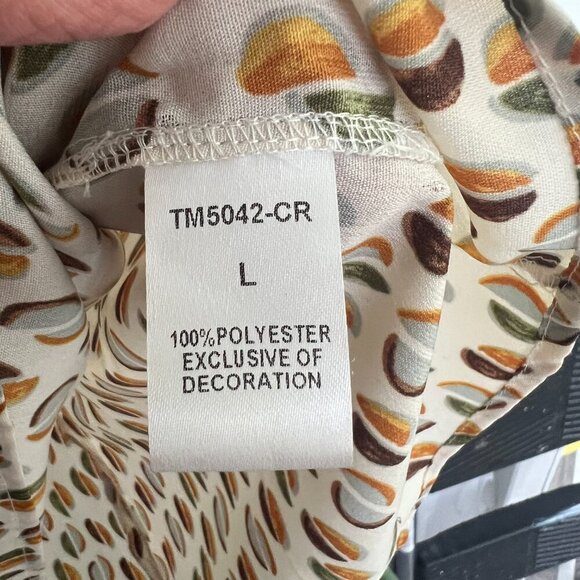 TM5042-CR
L
100%POLYESTER
EXCLUSIVE OF
DECORATION